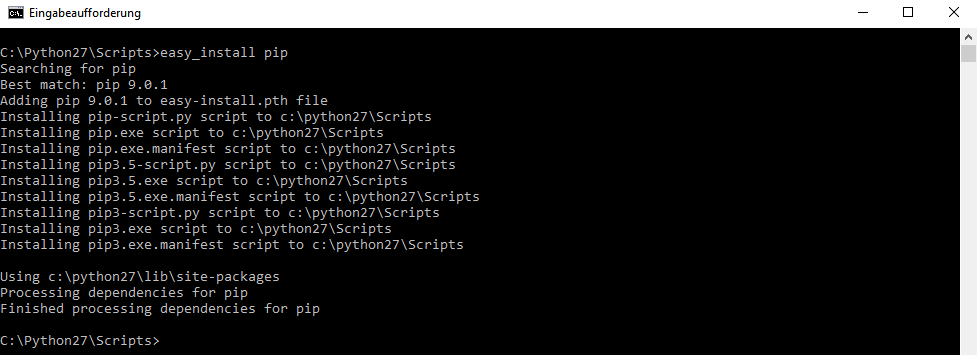 Eingabeaufforderung
C:\Python27\Scripts>easy_install pip
Searching for pip
Best match: pip 9.0.1
Adding pip 9.0.1 to easy-install.pth file
Installing pip-script.py script to c:\python27\Scripts
Installing pip.exe script to c:\python27\Scripts
Installing pip.exe.manifest script to c:\python27\Scripts
Installing pip3.5-script.py script to c:\python27\Scripts
Installing pip3.5.exe script to c:\python27\Scripts
Installing pip3.5.exe.manifest script to c:\python27\Scripts
Installing pip3-script.py script to c:\python27\Scripts
Installing pip3.exe script to c:\python27\Scripts
Installing pip3.exe.manifest script to c:\python27\Scripts
Using c:\python27\lib\site-packages
Processing dependencies for pip
Finished processing dependencies for pip
C:\Python27\Scripts>